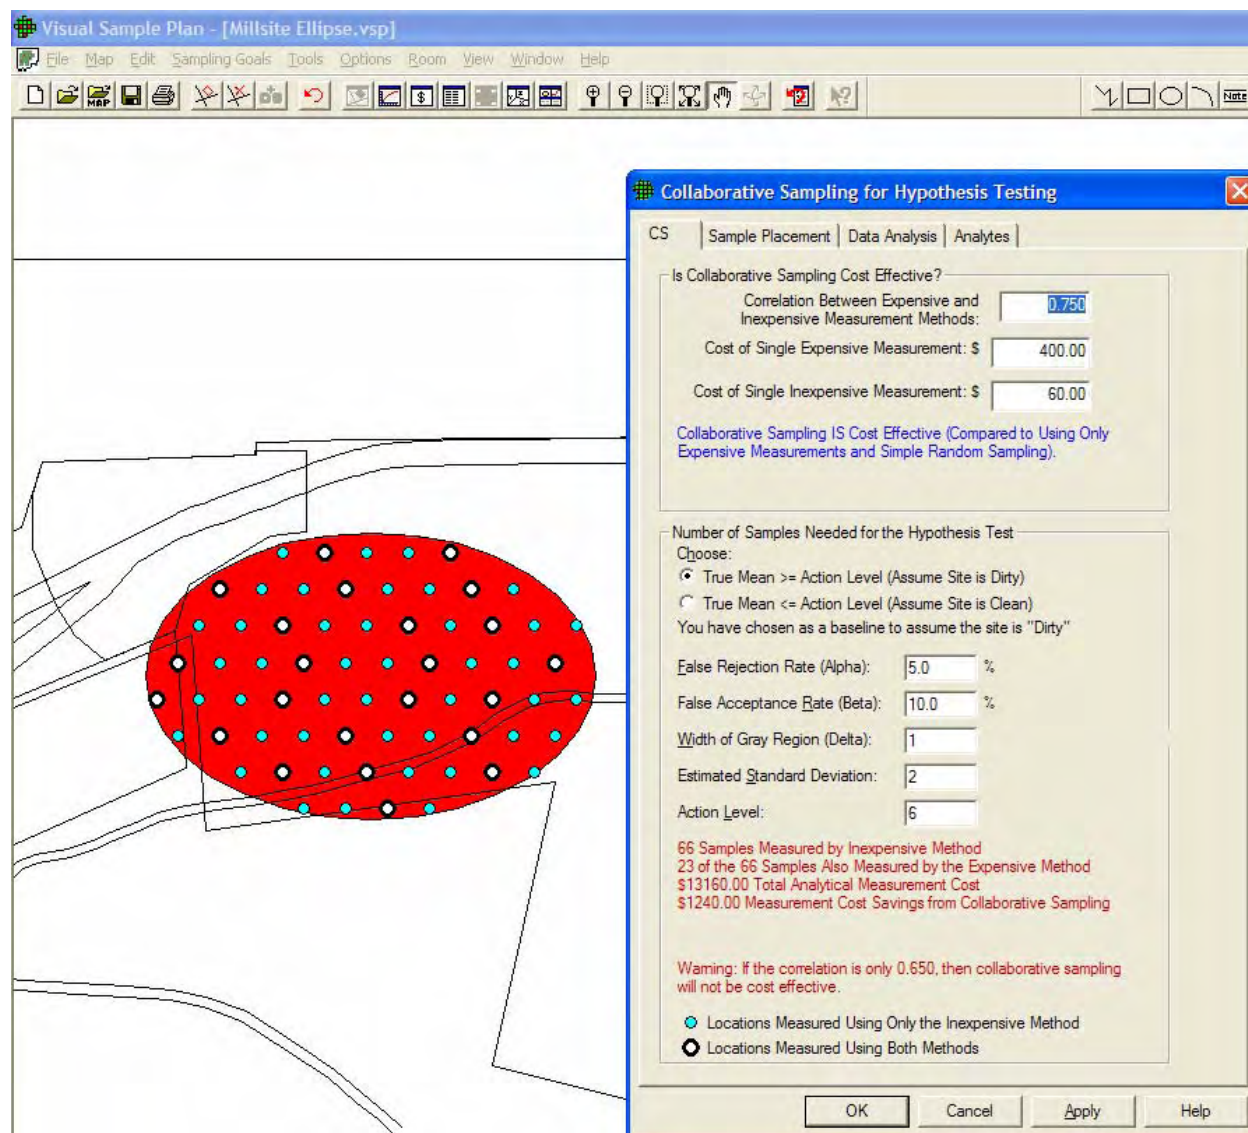 Visual Sample Plan - [Millsite Ellipse.vsp]
File Map Edit Sampling Goals Tools Options Room View Window Help
MAP
$
Note
Collaborative Sampling for Hypothesis Testing
CS Sample Placement Data Analysis Analytes
Is Collaborative Sampling Cost Effective?
Correlation Between Expensive and
Inexpensive Measurement Methods: 0.750
Cost of Single Expensive Measurement: $ 400.00
Cost of Single Inexpensive Measurement: $ 60.00
Collaborative Sampling IS Cost Effective (Compared to Using Only
Expensive Measurements and Simple Random Sampling).
Number of Samples Needed for the Hypothesis Test
Choose:
True Mean >= Action Level (Assume Site is Dirty)
True Mean <= Action Level (Assume Site is Clean)
You have chosen as a baseline to assume the site is "Dirty"
False Rejection Rate (Alpha): 5.0 %
False Acceptance Rate (Beta): 10.0 %
Width of Gray Region (Delta): 1
Estimated Standard Deviation: 2
Action Level: 6
66 Samples Measured by Inexpensive Method
23 of the 66 Samples Also Measured by the Expensive Method
$13160.00 Total Analytical Measurement Cost
$1240.00 Measurement Cost Savings from Collaborative Sampling
Warning: If the correlation is only 0.650, then collaborative sampling
will not be cost effective.
Locations Measured Using Only the Inexpensive Method
Locations Measured Using Both Methods
OK Cancel Apply Help